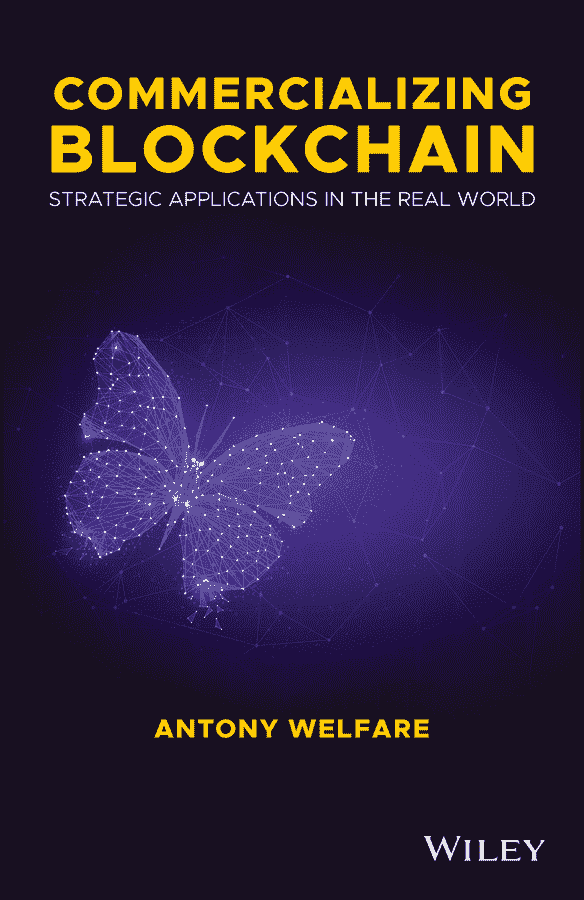 COMMERCIALIZING
BLOCKCHAIN
STRATEGIC APPLICATIONS IN THE REAL WORLD
ANTONY WELFARE
WILEY